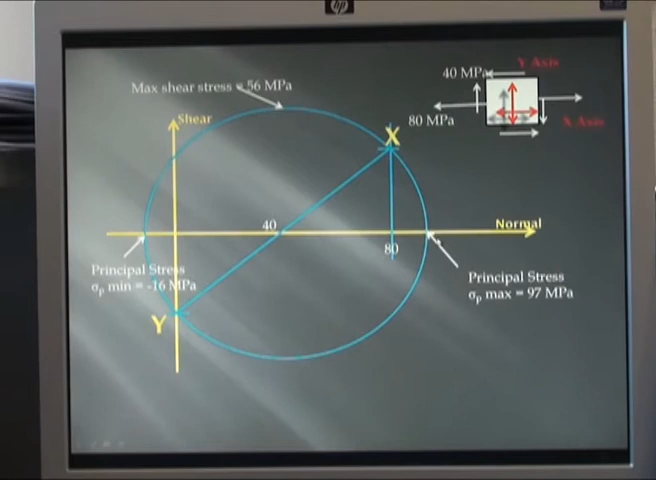 hp
Max shear stress = 56 MPa
40 MPa
Y Axis
80 MPa
X Axis
Shear
X
40
Normal
80
Principal Stress
σp min = -16 MPa
Principal Stress
σp max = 97 MPa
Y